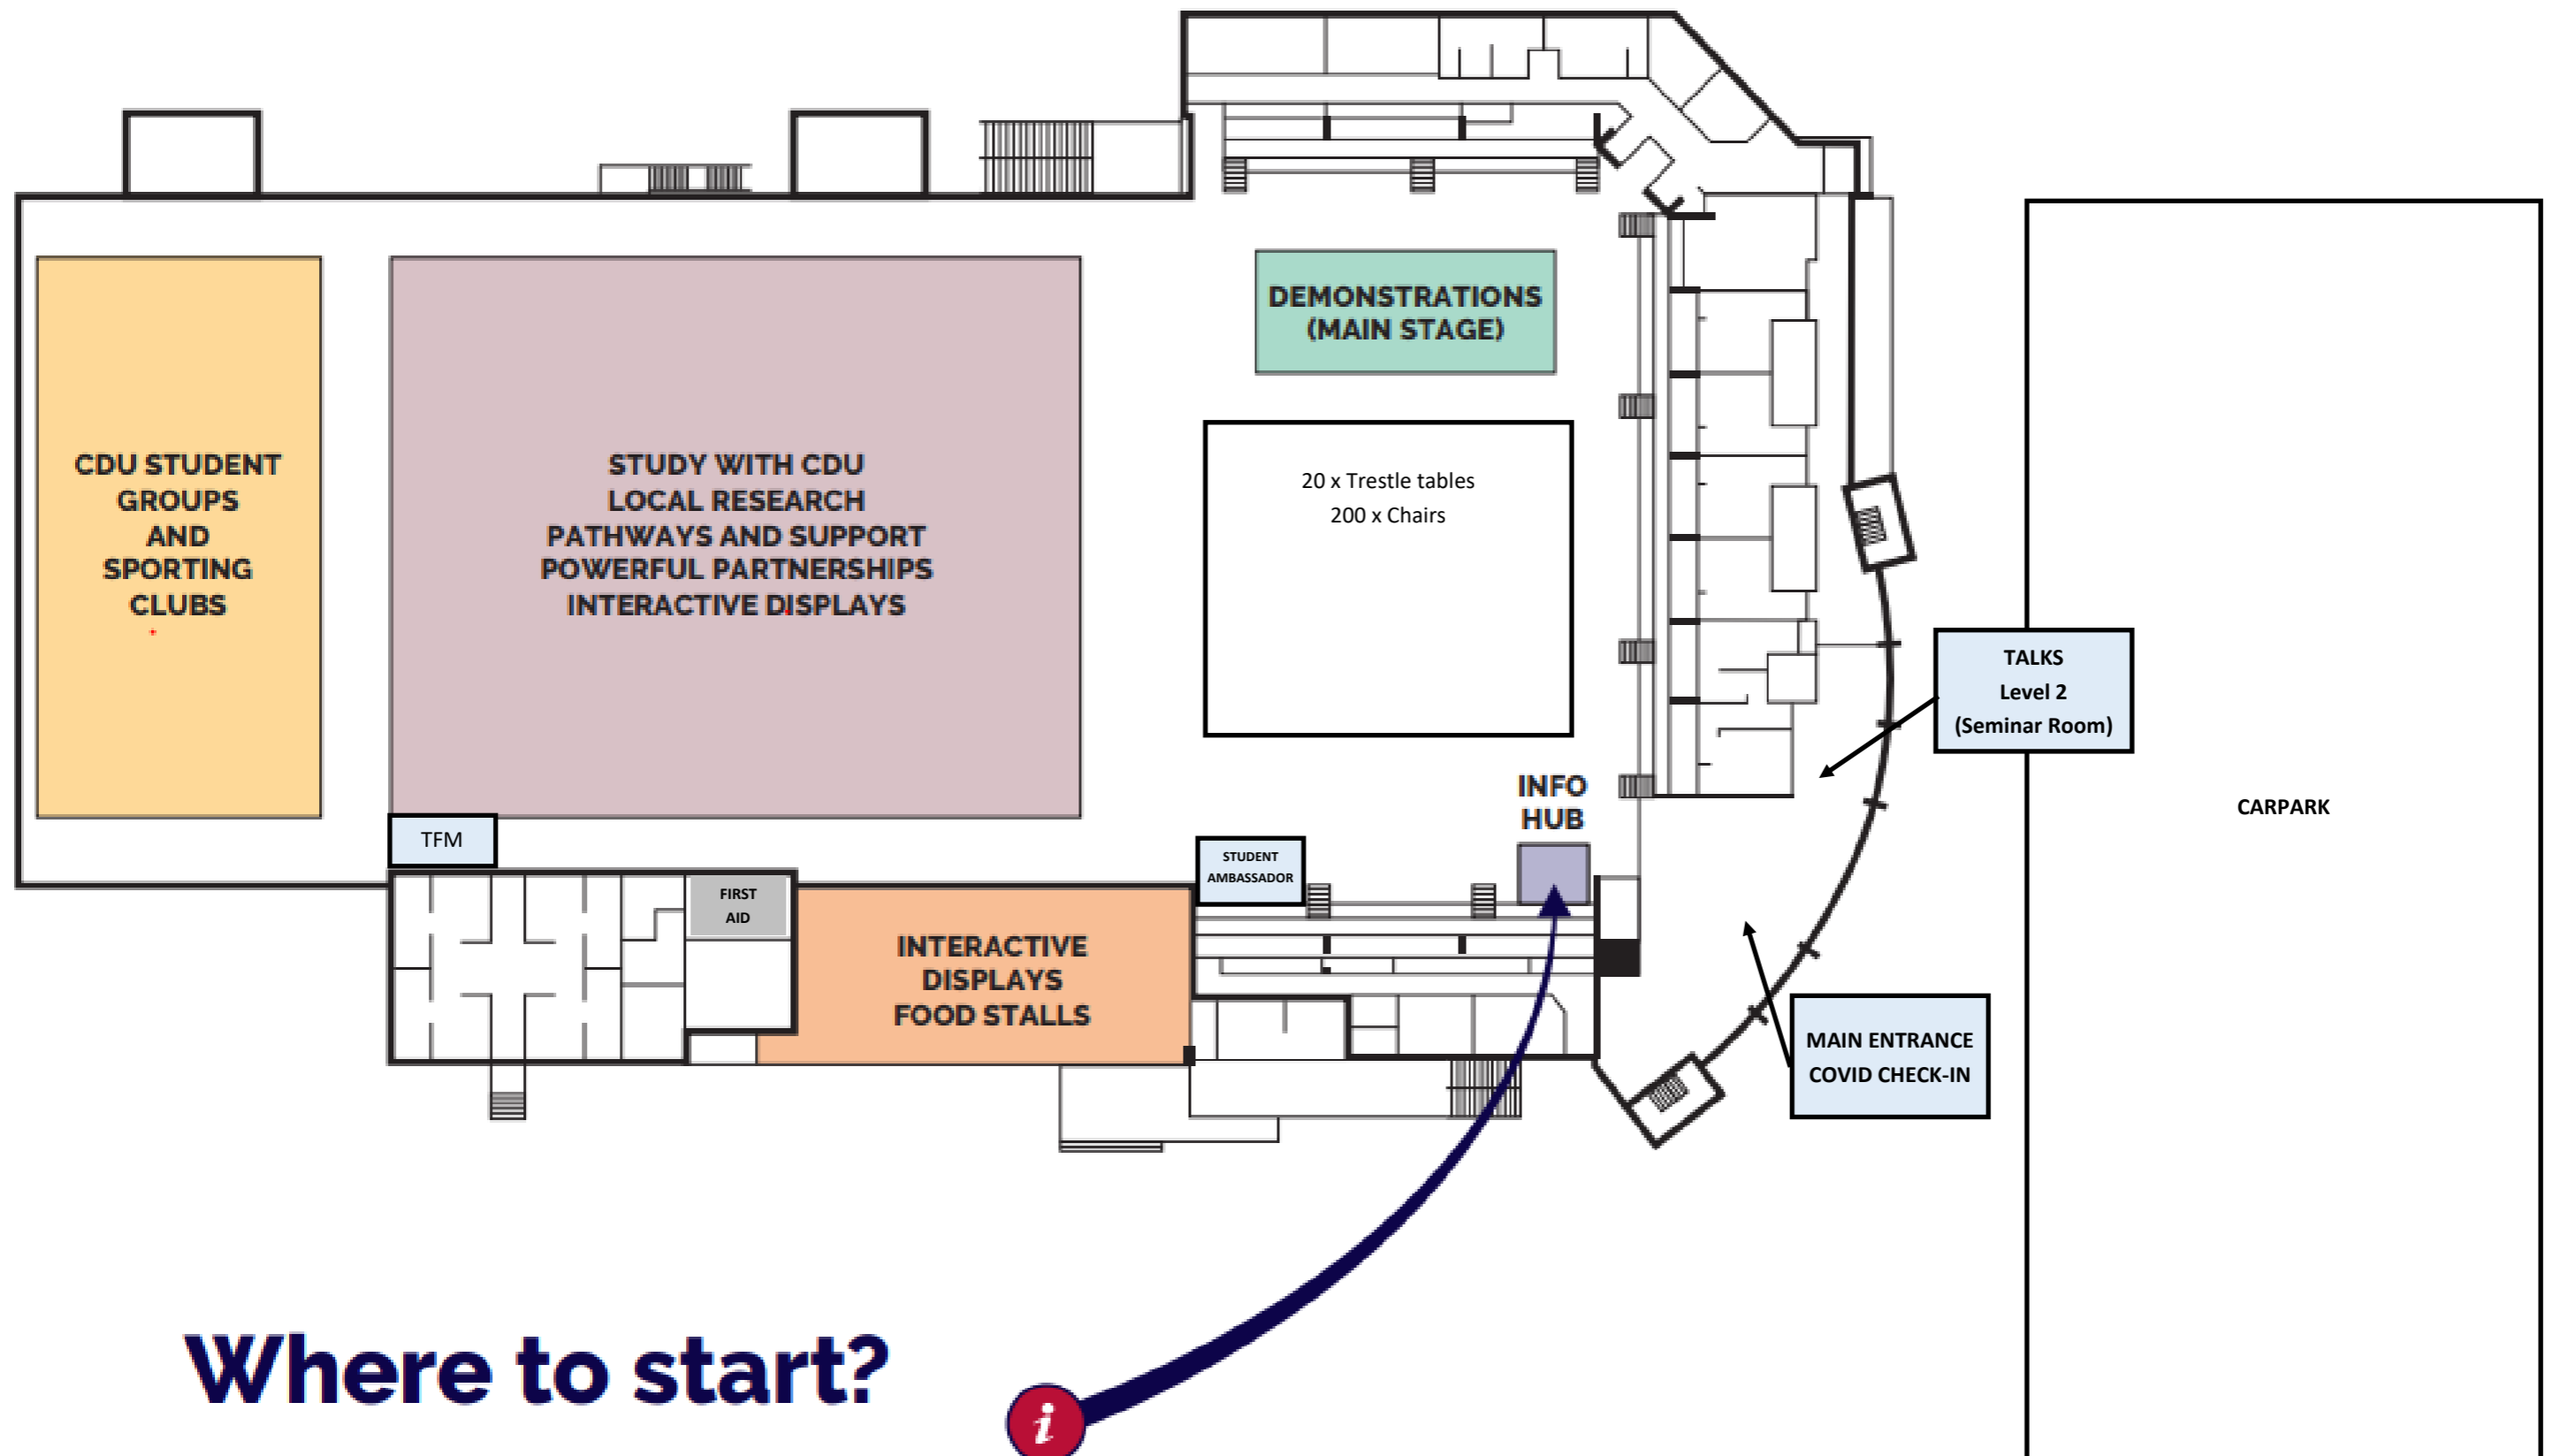 DEMONSTRATIONS
(MAIN STAGE)
CDU STUDENT
GROUPS
AND
SPORTING
CLUBS
STUDY WITH CDU
LOCAL RESEARCH
PATHWAYS AND SUPPORT
POWERFUL PARTNERSHIPS
INTERACTIVE DISPLAYS
20 x Trestle tables
200 x Chairs
TALKS
Level 2
(Seminar Room)
CARPARK
INFO
HUB
TFM
STUDENT
AMBASSADOR
FIRST
AID
INTERACTIVE
DISPLAYS
FOOD STALLS
MAIN ENTRANCE
COVID CHECK-IN
Where to start?
i